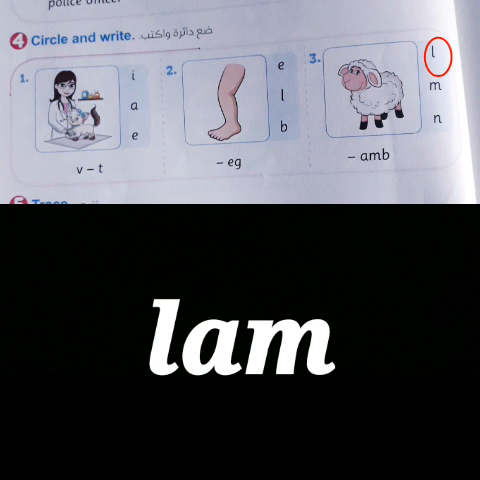 police officer.
4 Circle and write. ضع دائرة واكتب.
1.
i
a
e
v – t
2.
e
l
b
– eg
3.
l
m
n
– amb
5 Trace.
lam